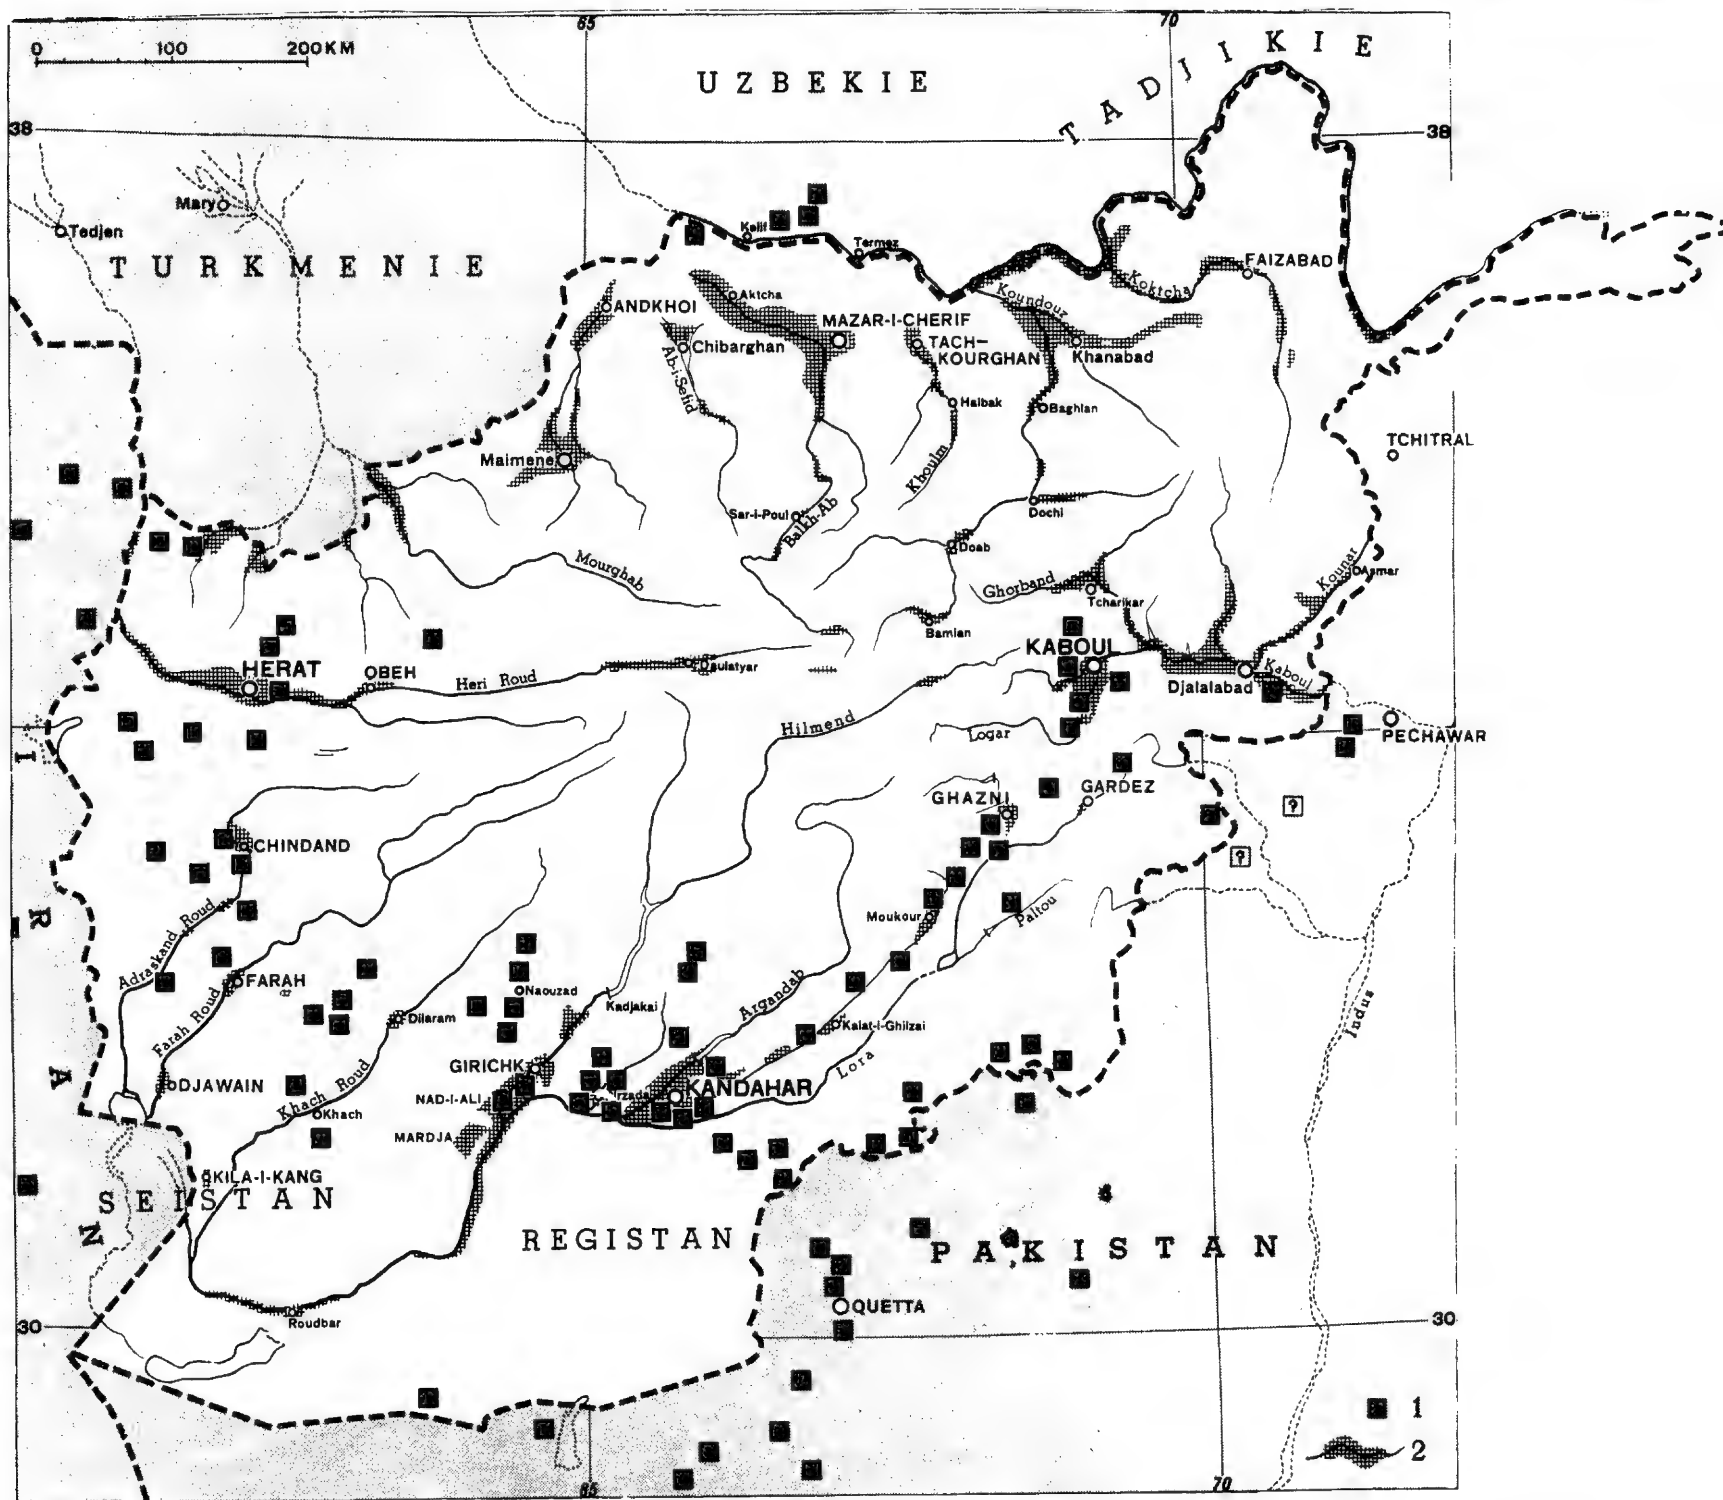 65
70
0 100 200 KM
UZBEKIE
TADJIKIE
38
38
Mary
Tedjen
Kelif
Termez
TURKMENIE
FAIZABAD
Koktcha
ANDKHOI
Aktcha
Koundouz
MAZAR-I-CHERIF
Chibarghan
TACH-
KOURGHAN
Khanabad
Ab-i-Sefid
Haibak
Baghlan
TCHITRAL
Maimene
Khoulm
Sar-i-Poul
Balkh-Ab
Dochi
Doab
Mourghab
Ghorband
Kounar
Asmar
Tcharikar
Bamian
KABOUL
HERAT
OBEH
Heri Roud
Daulatyar
Djalalabad
Kaboul
Hilmend
Logar
PECHAWAR
I
R
A
N
GHAZNI
GARDEZ
?
CHINDAND
?
Adraskand Roud
Moukour
Paltou
FARAH
Naouzad
Kadjakai
Argandab
Farah Roud
Dilaram
Kalat-i-Ghilzai
Indus
GIRICHK
Lora
DJAWAIN
Khach Roud
Khach
NAD-I-ALI
KANDAHAR
MARDJA
KILA-I-KANG
SEISTAN
REGISTAN
PAKISTAN
QUETTA
Roudbar
30
30
1
2
65
70